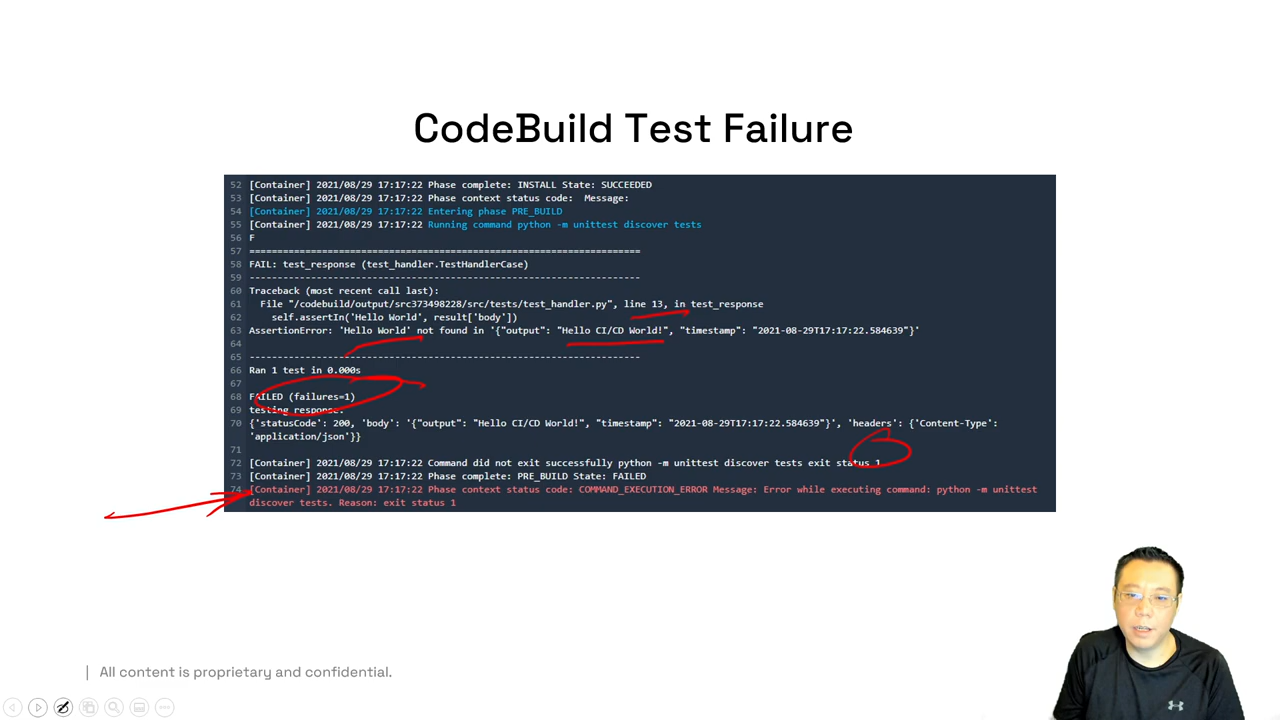 CodeBuild Test Failure
52 [Container] 2021/08/29 17:17:22 Phase complete: INSTALL State: SUCCEEDED
53 [Container] 2021/08/29 17:17:22 Phase context status code:  Message:
54 [Container] 2021/08/29 17:17:22 Entering phase PRE_BUILD
55 [Container] 2021/08/29 17:17:22 Running command python -m unittest discover tests
56 F
57 ======================================================================
58 FAIL: test_response (test_handler.TestHandlerCase)
59 ----------------------------------------------------------------------
60 Traceback (most recent call last):
61   File "/codebuild/output/src373498228/src/tests/test_handler.py", line 13, in test_response
62     self.assertIn('Hello World', result['body'])
63 AssertionError: 'Hello World' not found in '{"output": "Hello CI/CD World!", "timestamp": "2021-08-29T17:17:22.584639"}'
64
65 ----------------------------------------------------------------------
66 Ran 1 test in 0.000s
67
68 FAILED (failures=1)
69 testing response.
70 {'statusCode': 200, 'body': '{"output": "Hello CI/CD World!", "timestamp": "2021-08-29T17:17:22.584639"}', 'headers': {'Content-Type':
'application/json'}}
71
72 [Container] 2021/08/29 17:17:22 Command did not exit successfully python -m unittest discover tests exit status 1
73 [Container] 2021/08/29 17:17:22 Phase complete: PRE_BUILD State: FAILED
74 [Container] 2021/08/29 17:17:22 Phase context status code: COMMAND_EXECUTION_ERROR Message: Error while executing command: python -m unittest
discover tests. Reason: exit status 1
| All content is proprietary and confidential.